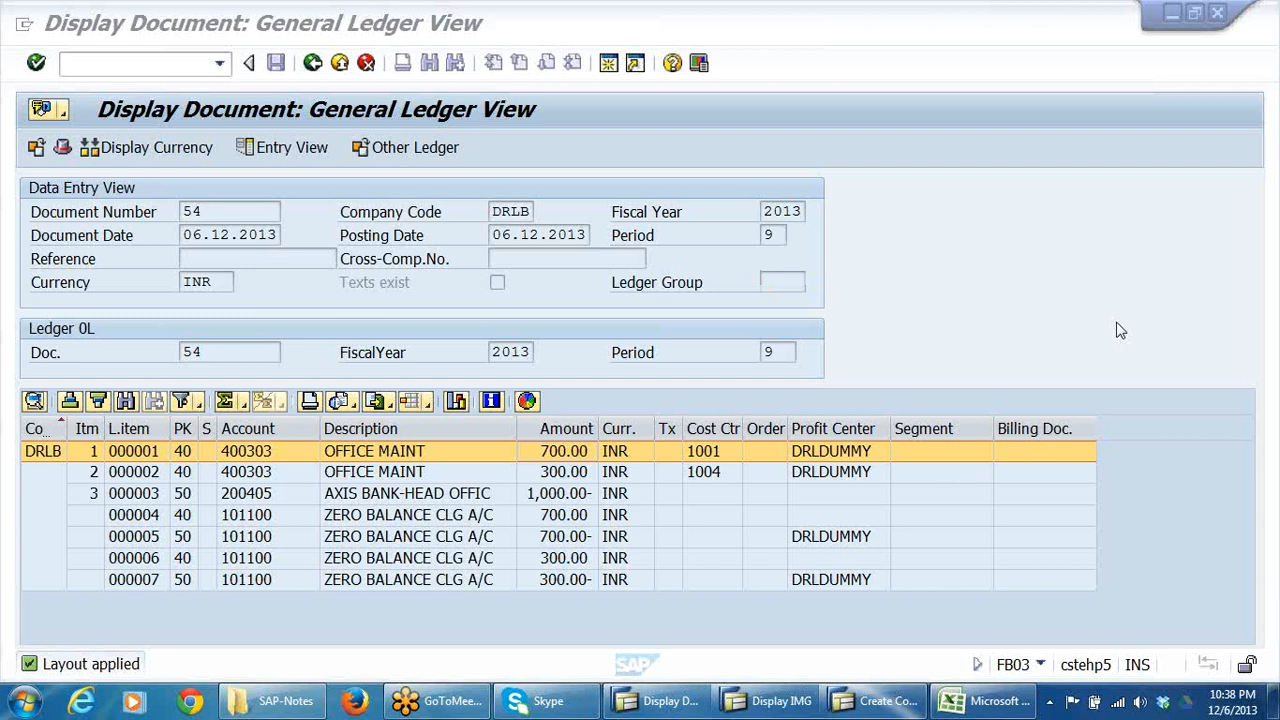 Display Document: General Ledger View
Display Document: General Ledger View
Display Currency Entry View Other Ledger
Data Entry View
Document Number 54 Company Code DRLB Fiscal Year 2013
Document Date 06.12.2013 Posting Date 06.12.2013 Period 9
Reference Cross-Comp.No.
Currency INR Texts exist Ledger Group
Ledger 0L
Doc. 54 FiscalYear 2013 Period 9
Co... Itm L.item PK S Account Description Amount Curr. Tx Cost Ctr Order Profit Center Segment Billing Doc.
DRLB 1 000001 40 400303 OFFICE MAINT 700.00 INR 1001 DRLDUMMY
2 000002 40 400303 OFFICE MAINT 300.00 INR 1004 DRLDUMMY
3 000003 50 200405 AXIS BANK-HEAD OFFIC 1,000.00- INR
000004 40 101100 ZERO BALANCE CLG A/C 700.00 INR
000005 50 101100 ZERO BALANCE CLG A/C 700.00- INR DRLDUMMY
000006 40 101100 ZERO BALANCE CLG A/C 300.00 INR
000007 50 101100 ZERO BALANCE CLG A/C 300.00- INR DRLDUMMY
Layout applied SAP FB03 cstehp5 INS
SAP-Notes GoToMee... Skype Display D... Display IMG Create Co... Microsoft ... 10:38 PM
12/6/2013